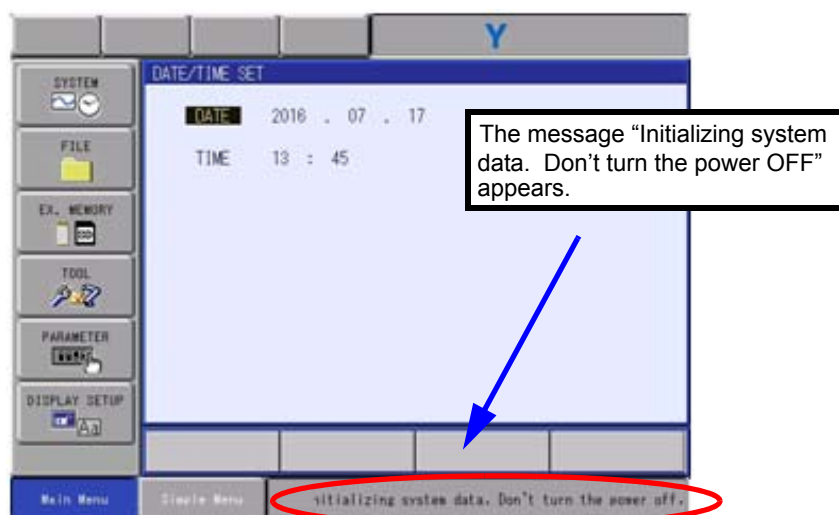 Y
DATE/TIME SET
SYSTEM
DATE 2016 . 07 . 17
TIME 13 : 45
FILE
EX. MEMORY
TOOL
PARAMETER
DISPLAY SETUP
The message “Initializing system
data.  Don’t turn the power OFF”
appears.
Main Menu
Simple Menu
itializing system data. Don't turn the power off.